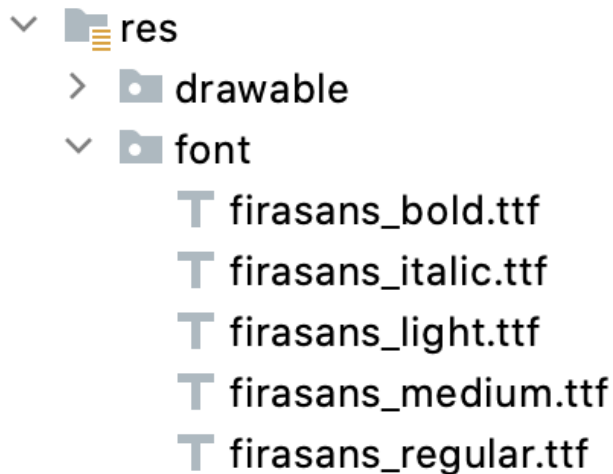 res
drawable
font
firasans_bold.ttf
firasans_italic.ttf
firasans_light.ttf
firasans_medium.ttf
firasans_regular.ttf